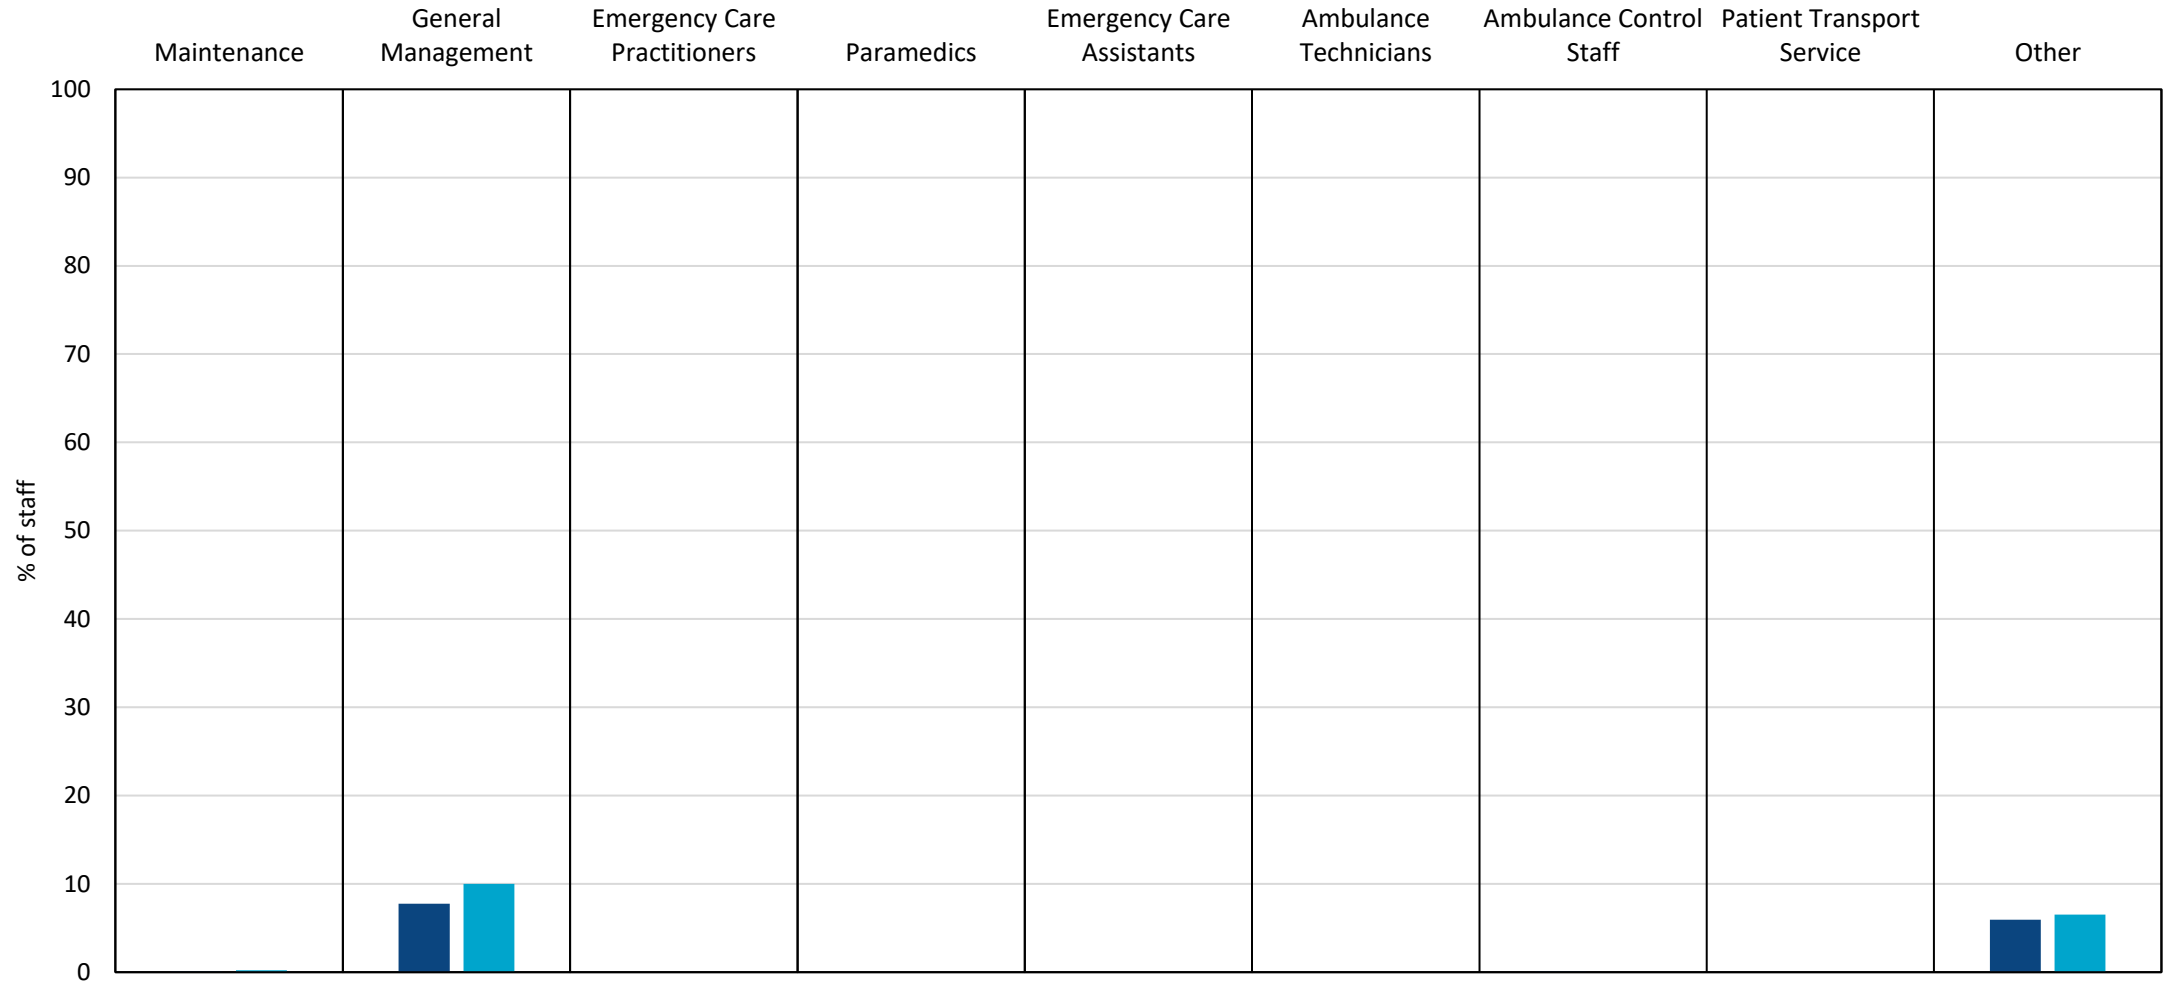 General
Management
Emergency Care
Practitioners
Emergency Care
Assistants
Ambulance
Technicians
Ambulance Control
Staff
Patient Transport
Service
Maintenance
Paramedics
Other
100
90
80
70
60
50
40
30
20
10
0
% of staff